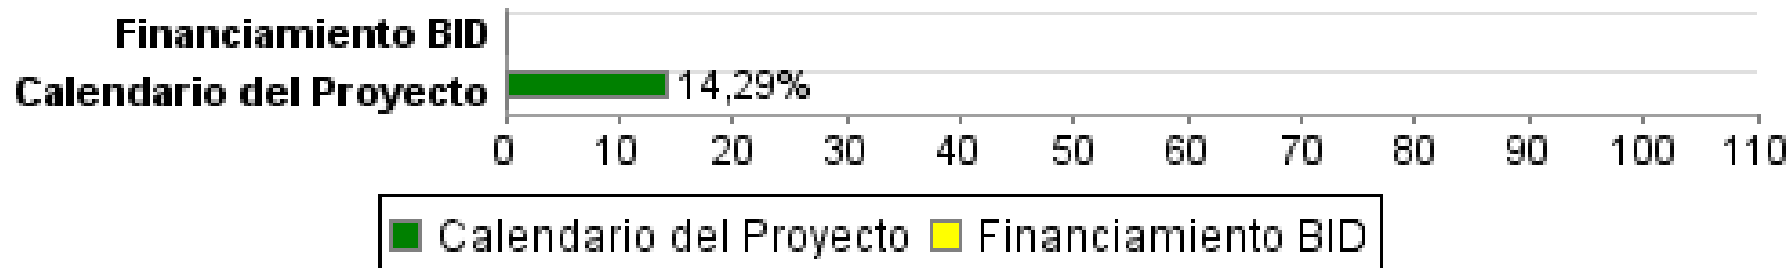 Financiamiento BID
Calendario del Proyecto 14,29%
0 10 20 30 40 50 60 70 80 90 100 110
Calendario del Proyecto Financiamiento BID